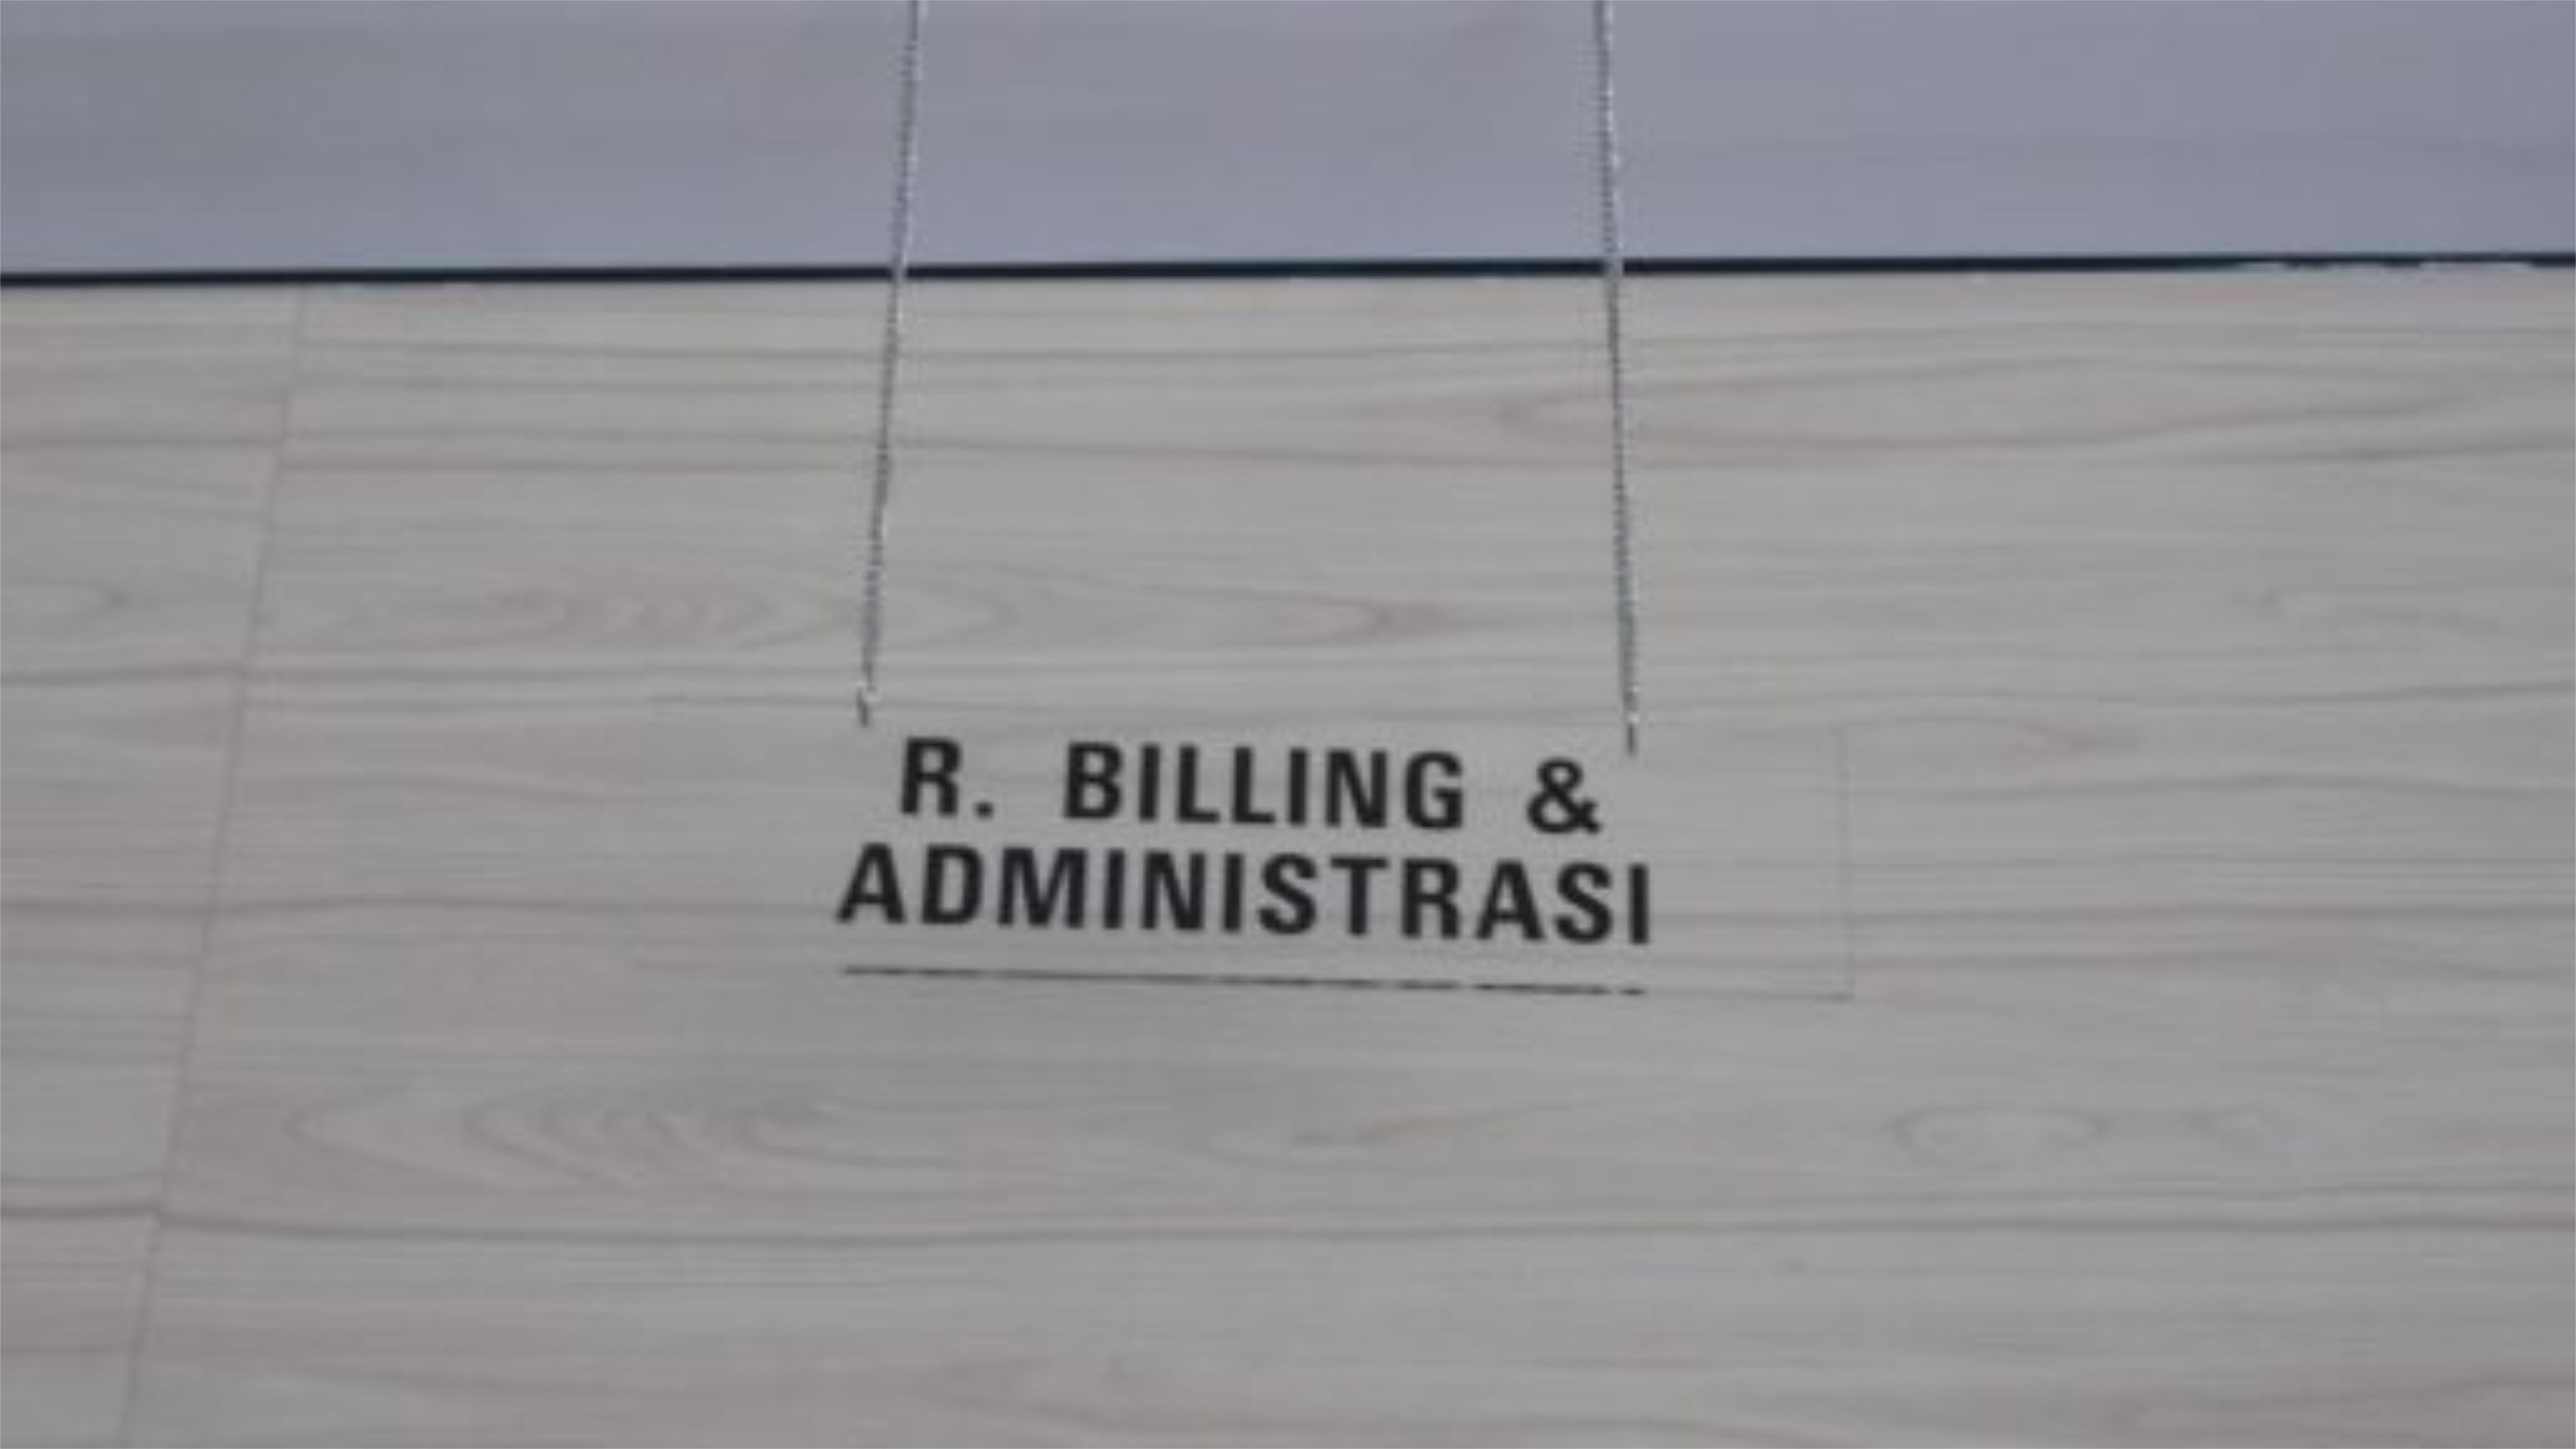 R. BILLING &
ADMINISTRASI